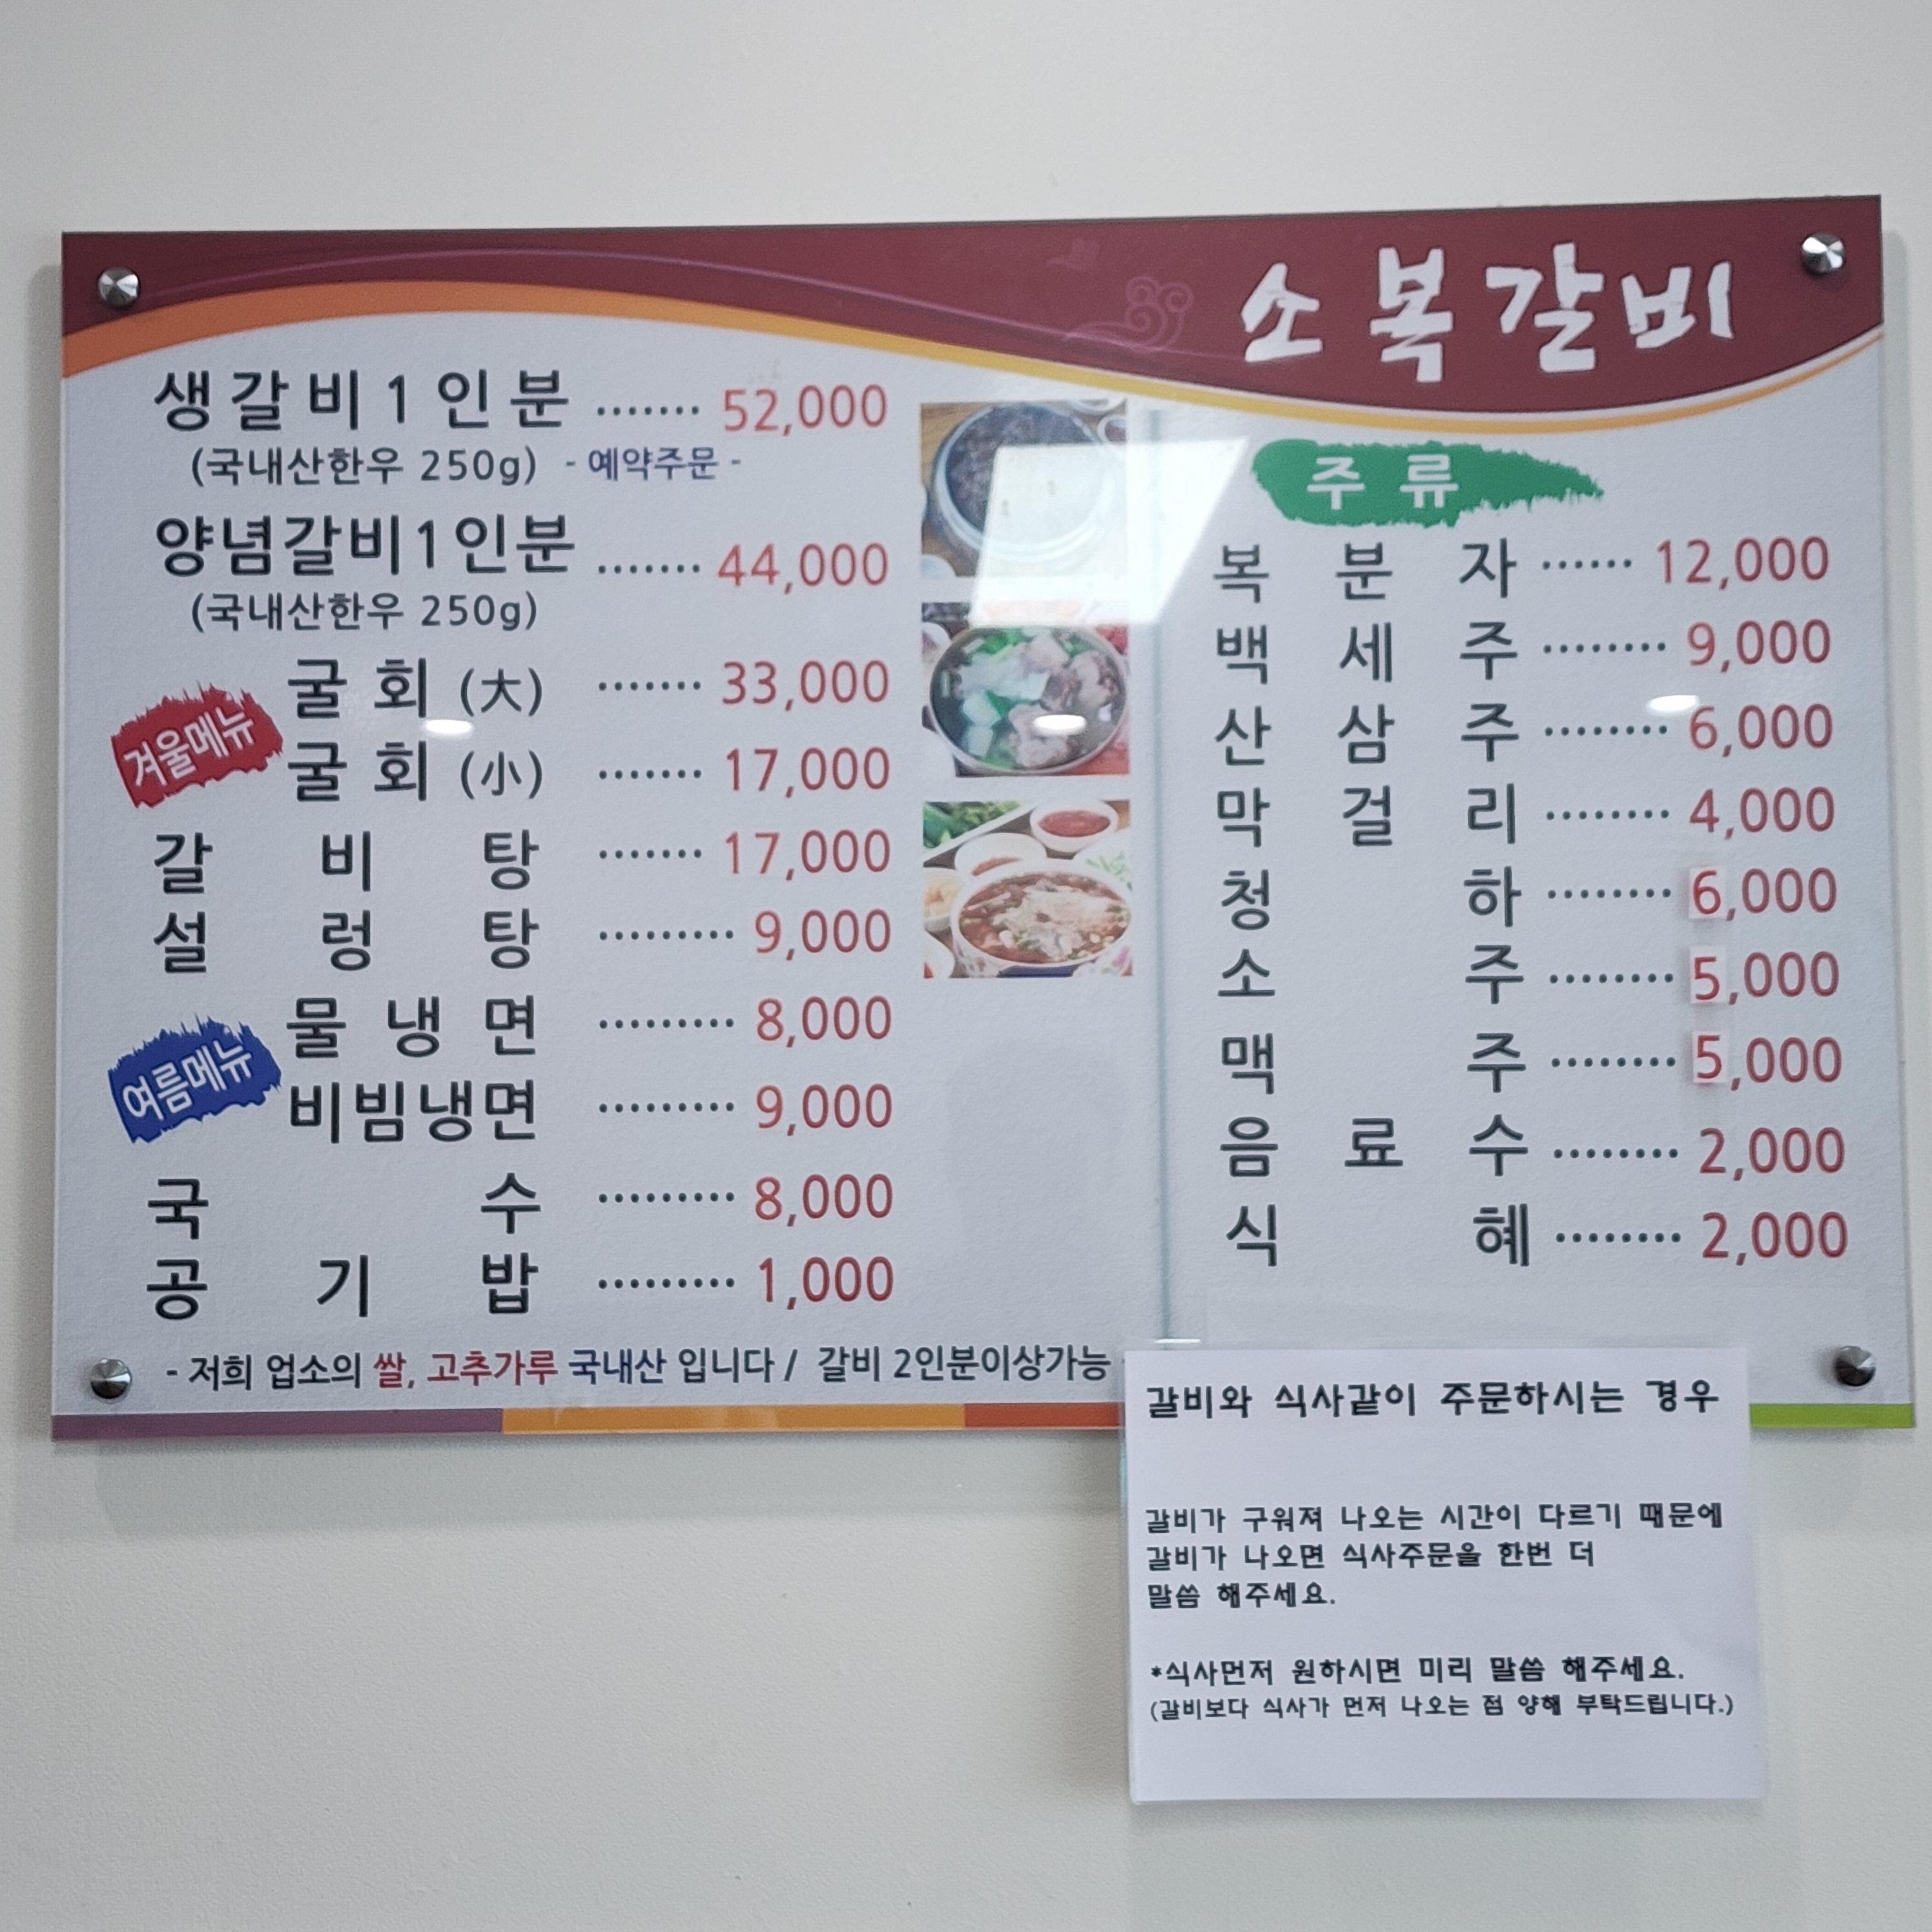 소복갈비
생갈비1인분 ······· 52,000
(국내산한우 250g) - 예약주문 -
양념갈비1인분 ······· 44,000
(국내산한우 250g)
겨울메뉴
굴회 (大) ······· 33,000
굴회 (小) ······· 17,000
갈비탕 ······· 17,000
설렁탕 ········· 9,000
여름메뉴
물냉면 ········· 8,000
비빔냉면 ········· 9,000
국수 ········· 8,000
공기밥 ········· 1,000
- 저희 업소의 쌀, 고추가루 국내산 입니다 / 갈비 2인분이상가능
주류
복분자 ······ 12,000
백세주 ········ 9,000
산삼주 ········ 6,000
막걸리 ········ 4,000
청하 ········ 6,000
소주 ········ 5,000
맥주 ········ 5,000
음료수 ········ 2,000
식혜 ········ 2,000
갈비와 식사같이 주문하시는 경우
갈비가 구워져 나오는 시간이 다르기 때문에
갈비가 나오면 식사주문을 한번 더
말씀 해주세요.
*식사먼저 원하시면 미리 말씀 해주세요.
(갈비보다 식사가 먼저 나오는 점 양해 부탁드립니다.)